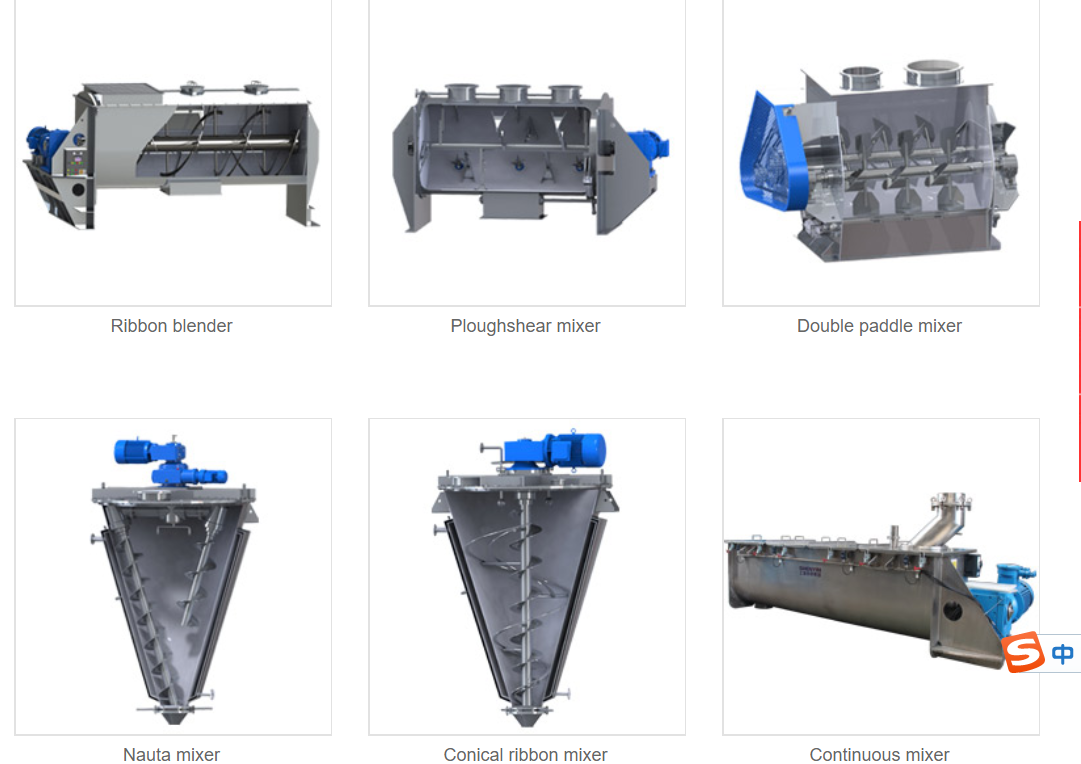 Ribbon blender
Ploughshear mixer
Double paddle mixer
Nauta mixer
Conical ribbon mixer
Continuous mixer
S 中